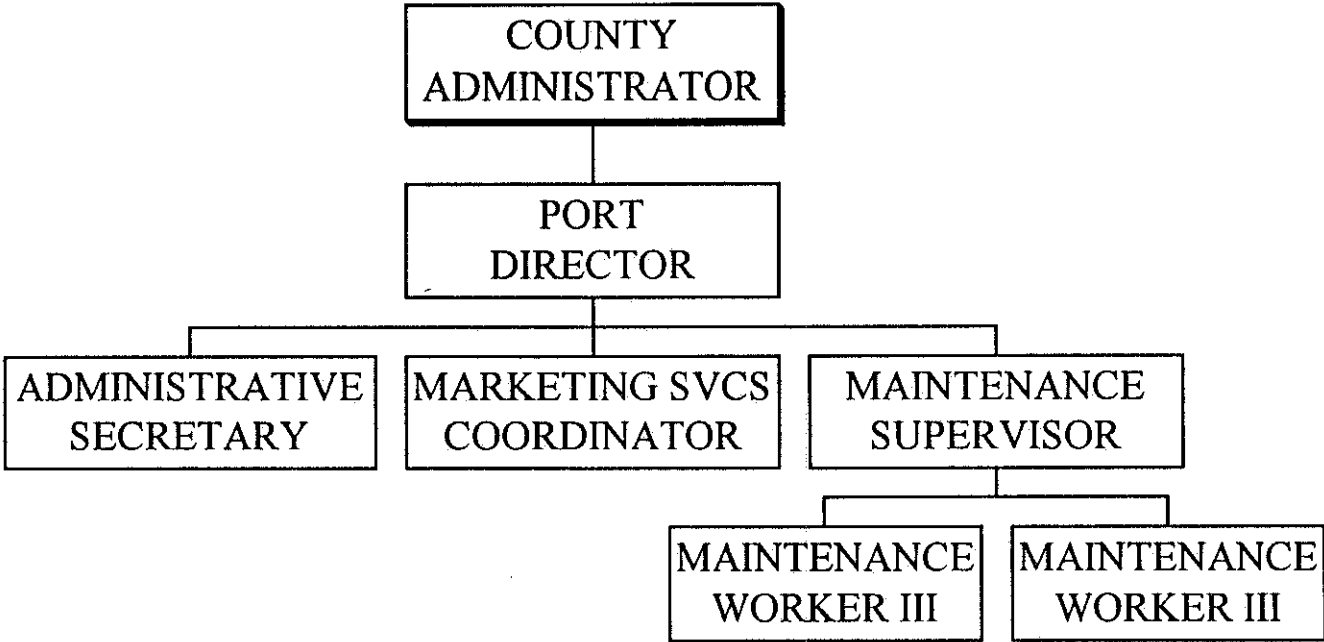 COUNTY
ADMINISTRATOR
PORT
DIRECTOR
ADMINISTRATIVE
SECRETARY
MARKETING SVCS
COORDINATOR
MAINTENANCE
SUPERVISOR
MAINTENANCE
WORKER III
MAINTENANCE
WORKER III